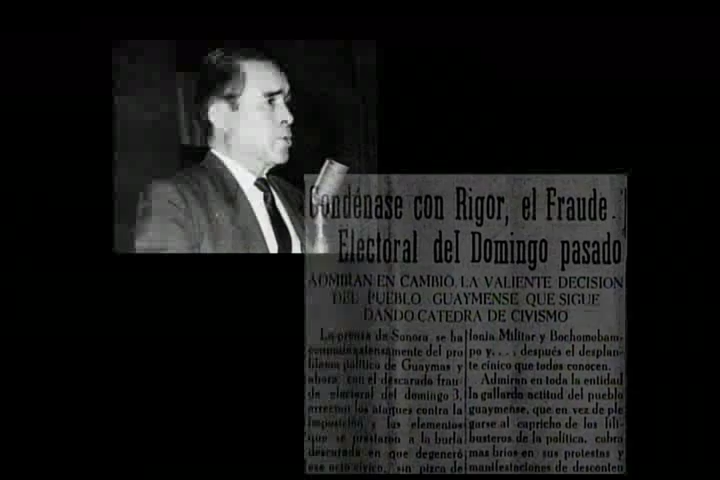 Condénase con Rigor, el Fraude
Electoral del Domingo pasado
ADMIRAN EN CAMBIO, LA VALIENTE DECISION
DEL PUEBLO GUAYMENSE QUE SIGUE
DANDO CATEDRA DE CIVISMO
La prensa de Sonora se ha
ocupado extensamente del pro
blema político de Guaymas y
ahora, con el descarado frau
de electoral del domingo 3,
arrecian los ataques contra la
imposición y los elementos
que se prestaron a la burla
descarada en que degeneró
ese acto cívico, sin pizca de
lonia Militar y Bochomobam-
po y.... después el desplan-
te cínico que todos conocen.
Admiran en toda la entidad
la gallarda actitud del pueblo
guaymense, que en vez de ple
garse al capricho de los fili-
busteros de la política, cobra
mas brios en sus protestas y
manifestaciones de desconten